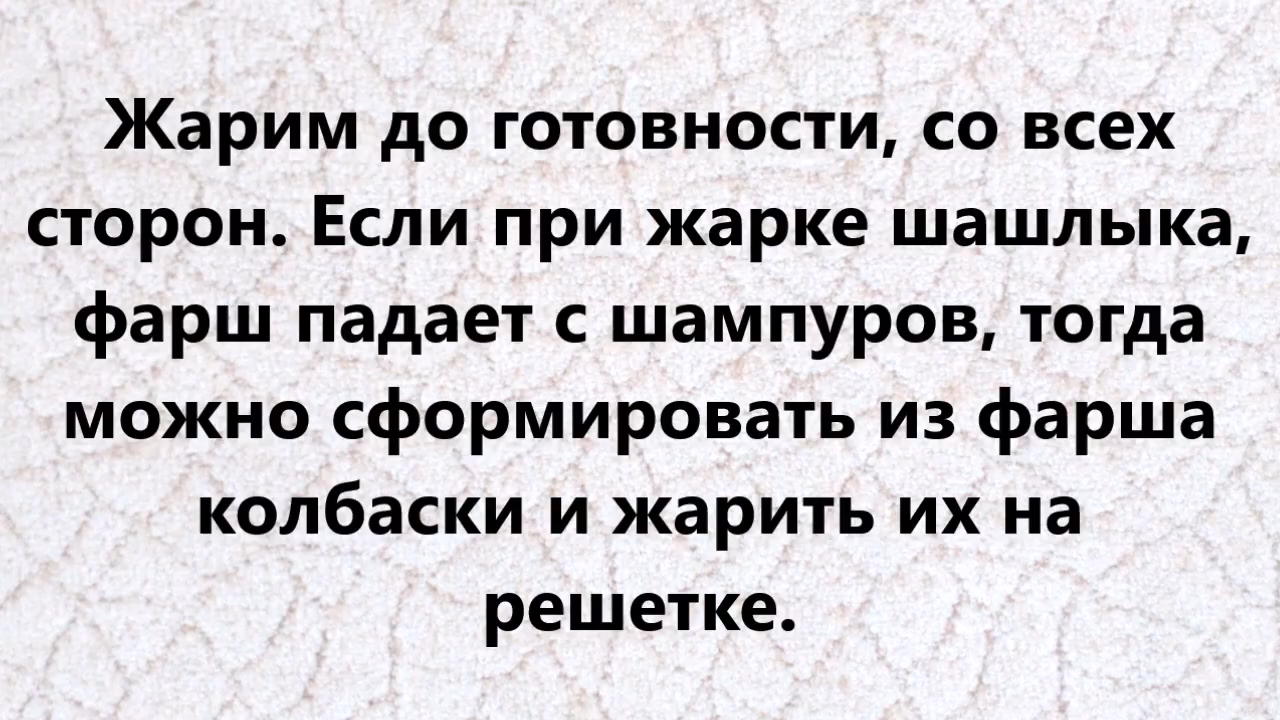 Жарим до готовности, со всех
сторон. Если при жарке шашлыка,
фарш падает с шампуров, тогда
можно сформировать из фарша
колбаски и жарить их на
решетке.